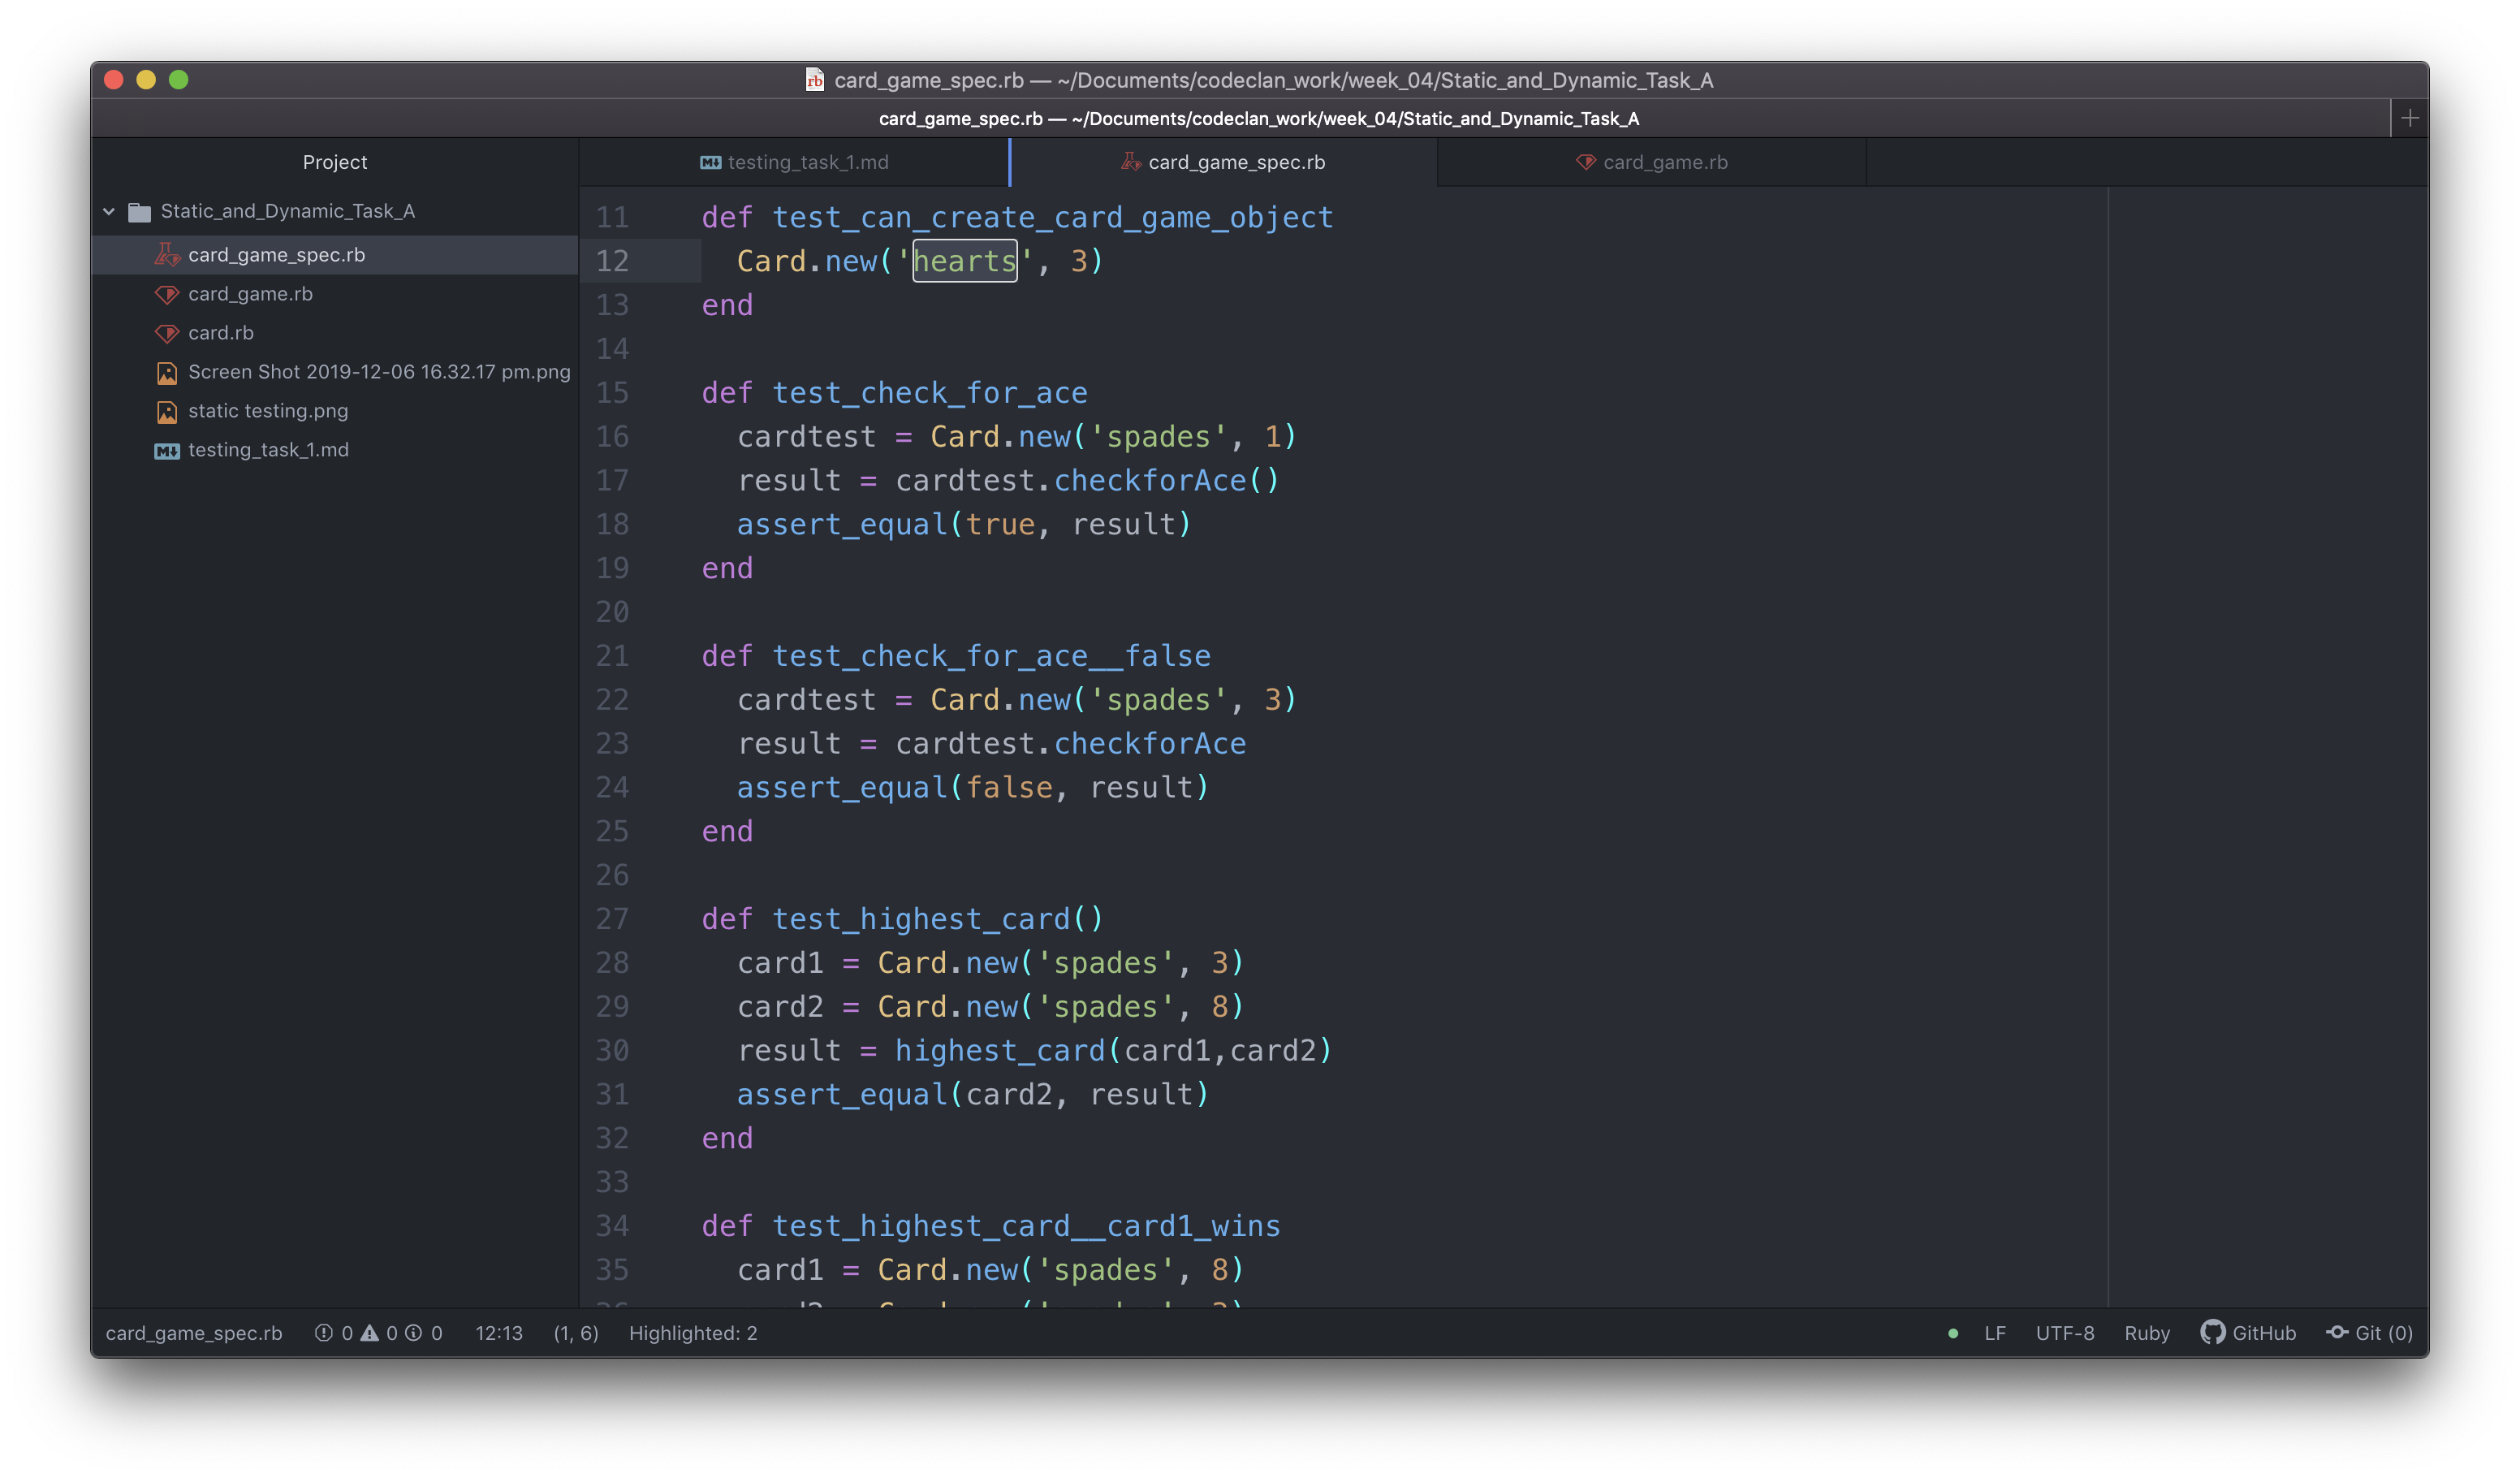 card_game_spec.rb — ~/Documents/codeclan_work/week_04/Static_and_Dynamic_Task_A
card_game_spec.rb — ~/Documents/codeclan_work/week_04/Static_and_Dynamic_Task_A
Project
testing_task_1.md
card_game_spec.rb
card_game.rb
Static_and_Dynamic_Task_A
card_game_spec.rb
card_game.rb
card.rb
Screen Shot 2019-12-06 16.32.17 pm.png
static testing.png
testing_task_1.md
11 def test_can_create_card_game_object
12 Card.new('hearts', 3)
13 end
14
15 def test_check_for_ace
16 cardtest = Card.new('spades', 1)
17 result = cardtest.checkforAce()
18 assert_equal(true, result)
19 end
20
21 def test_check_for_ace__false
22 cardtest = Card.new('spades', 3)
23 result = cardtest.checkforAce
24 assert_equal(false, result)
25 end
26
27 def test_highest_card()
28 card1 = Card.new('spades', 3)
29 card2 = Card.new('spades', 8)
30 result = highest_card(card1,card2)
31 assert_equal(card2, result)
32 end
33
34 def test_highest_card__card1_wins
35 card1 = Card.new('spades', 8)
card_game_spec.rb 0 0 0 12:13 (1, 6) Highlighted: 2 LF UTF-8 Ruby GitHub Git (0)